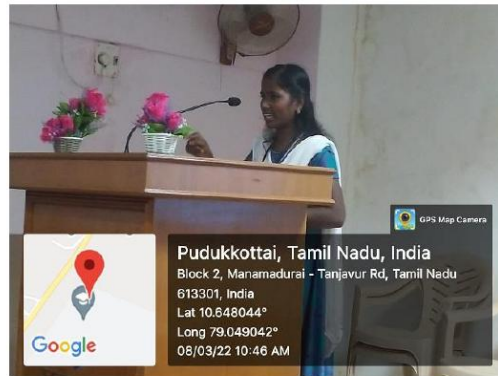 GPS Map Camera
Pudukkottai, Tamil Nadu, India
Block 2, Manamadurai - Tanjavur Rd, Tamil Nadu
613301, India
Lat 10.648044°
Long 79.049042°
08/03/22 10:46 AM
Google